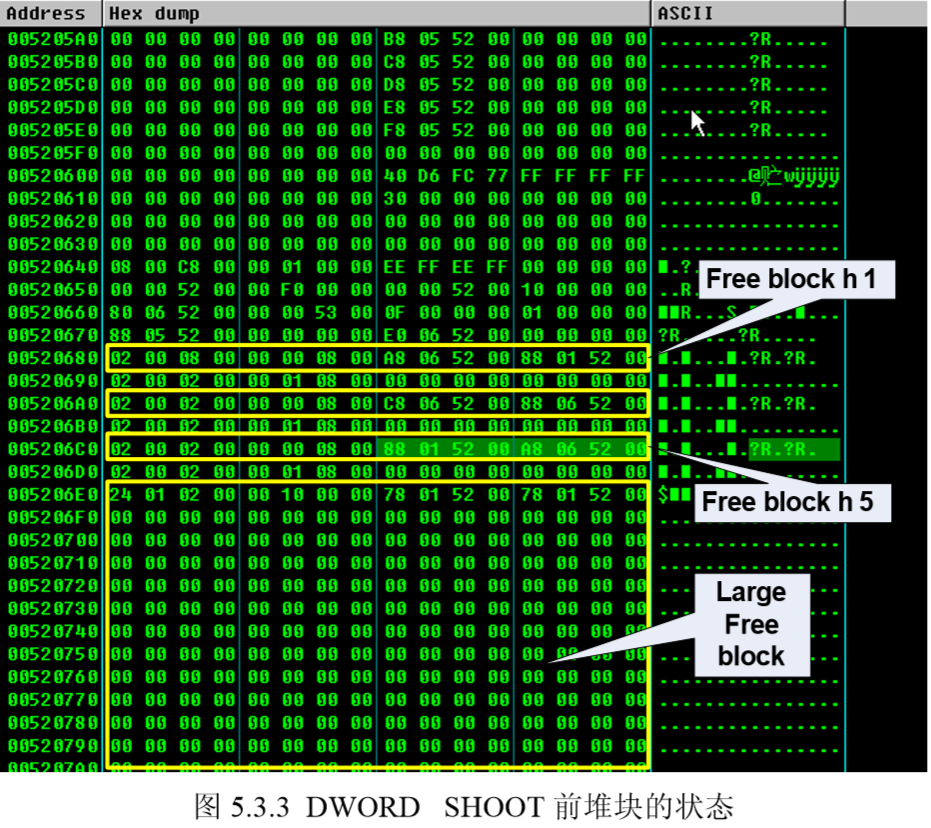 Address Hex dump ASCII
005205A0 00 00 00 00 00 00 00 00 B8 05 52 00 00 00 00 00 ........?R.....
005205B0 00 00 00 00 00 00 00 00 C8 05 52 00 00 00 00 00 ........?R.....
005205C0 00 00 00 00 00 00 00 00 D8 05 52 00 00 00 00 00 ........?R.....
005205D0 00 00 00 00 00 00 00 00 E8 05 52 00 00 00 00 00 ........?R.....
005205E0 00 00 00 00 00 00 00 00 F8 05 52 00 00 00 00 00 ........?R.....
005205F0 00 00 00 00 00 00 00 00 00 00 00 00 00 00 00 00 ................
00520600 00 00 00 00 00 00 00 00 40 D6 FC 77 FF FF FF FF ........@贮wÿÿÿÿ
00520610 00 00 00 00 00 00 00 00 30 00 00 00 00 00 00 00 ........0.......
00520620 00 00 00 00 00 00 00 00 00 00 00 00 00 00 00 00 ................
00520630 00 00 00 00 00 00 00 00 00 00 00 00 00 00 00 00 ................
00520640 08 00 C8 00 00 01 00 00 EE FF EE FF 00 00 00 00
00520650 00 00 52 00 00 F0 00 00 00 00 52 00 10 00 00 00 ..R.
00520660 80 06 52 00 00 00 53 00 0F 00 00 00 01 00 00 00
00520670 88 05 52 00 00 00 00 00 E0 06 52 00 00 00 00 00 ?R.....?R.....
00520680 02 00 08 00 00 00 08 00 A8 06 52 00 88 01 52 00 .?R.?R.
00520690 02 00 02 00 00 01 08 00 00 00 00 00 00 00 00 00
005206A0 02 00 02 00 00 00 08 00 C8 06 52 00 88 06 52 00 .?R.?R.
005206B0 02 00 02 00 00 01 08 00 00 00 00 00 00 00 00 00
005206C0 02 00 02 00 00 00 08 00 88 01 52 00 A8 06 52 00 .?R.?R.
005206D0 02 00 02 00 00 01 08 00 00 00 00 00 00 00 00 00
005206E0 24 01 02 00 00 10 00 00 78 01 52 00 78 01 52 00 $
005206F0 00 00 00 00 00 00 00 00 00 00 00 00 00 00 00 00
00520700 00 00 00 00 00 00 00 00 00 00 00 00 00 00 00 00 ................
00520710 00 00 00 00 00 00 00 00 00 00 00 00 00 00 00 00 ................
00520720 00 00 00 00 00 00 00 00 00 00 00 00 00 00 00 00
00520730 00 00 00 00 00 00 00 00 00 00 00 00 00 00 00 00
00520740 00 00 00 00 00 00 00 00 00 00 00 00 00 00 00 00
00520750 00 00 00 00 00 00 00 00 00 00 00 00 00 00 00 00
00520760 00 00 00 00 00 00 00 00 00 00 00 00 00 00 00 00
00520770 00 00 00 00 00 00 00 00 00 00 00 00 00 00 00 00 ................
00520780 00 00 00 00 00 00 00 00 00 00 00 00 00 00 00 00 ................
00520790 00 00 00 00 00 00 00 00 00 00 00 00 00 00 00 00 ................
005207A0
Free block h 1
Free block h 5
Large
Free
block
图 5.3.3 DWORD SHOOT 前堆块的状态